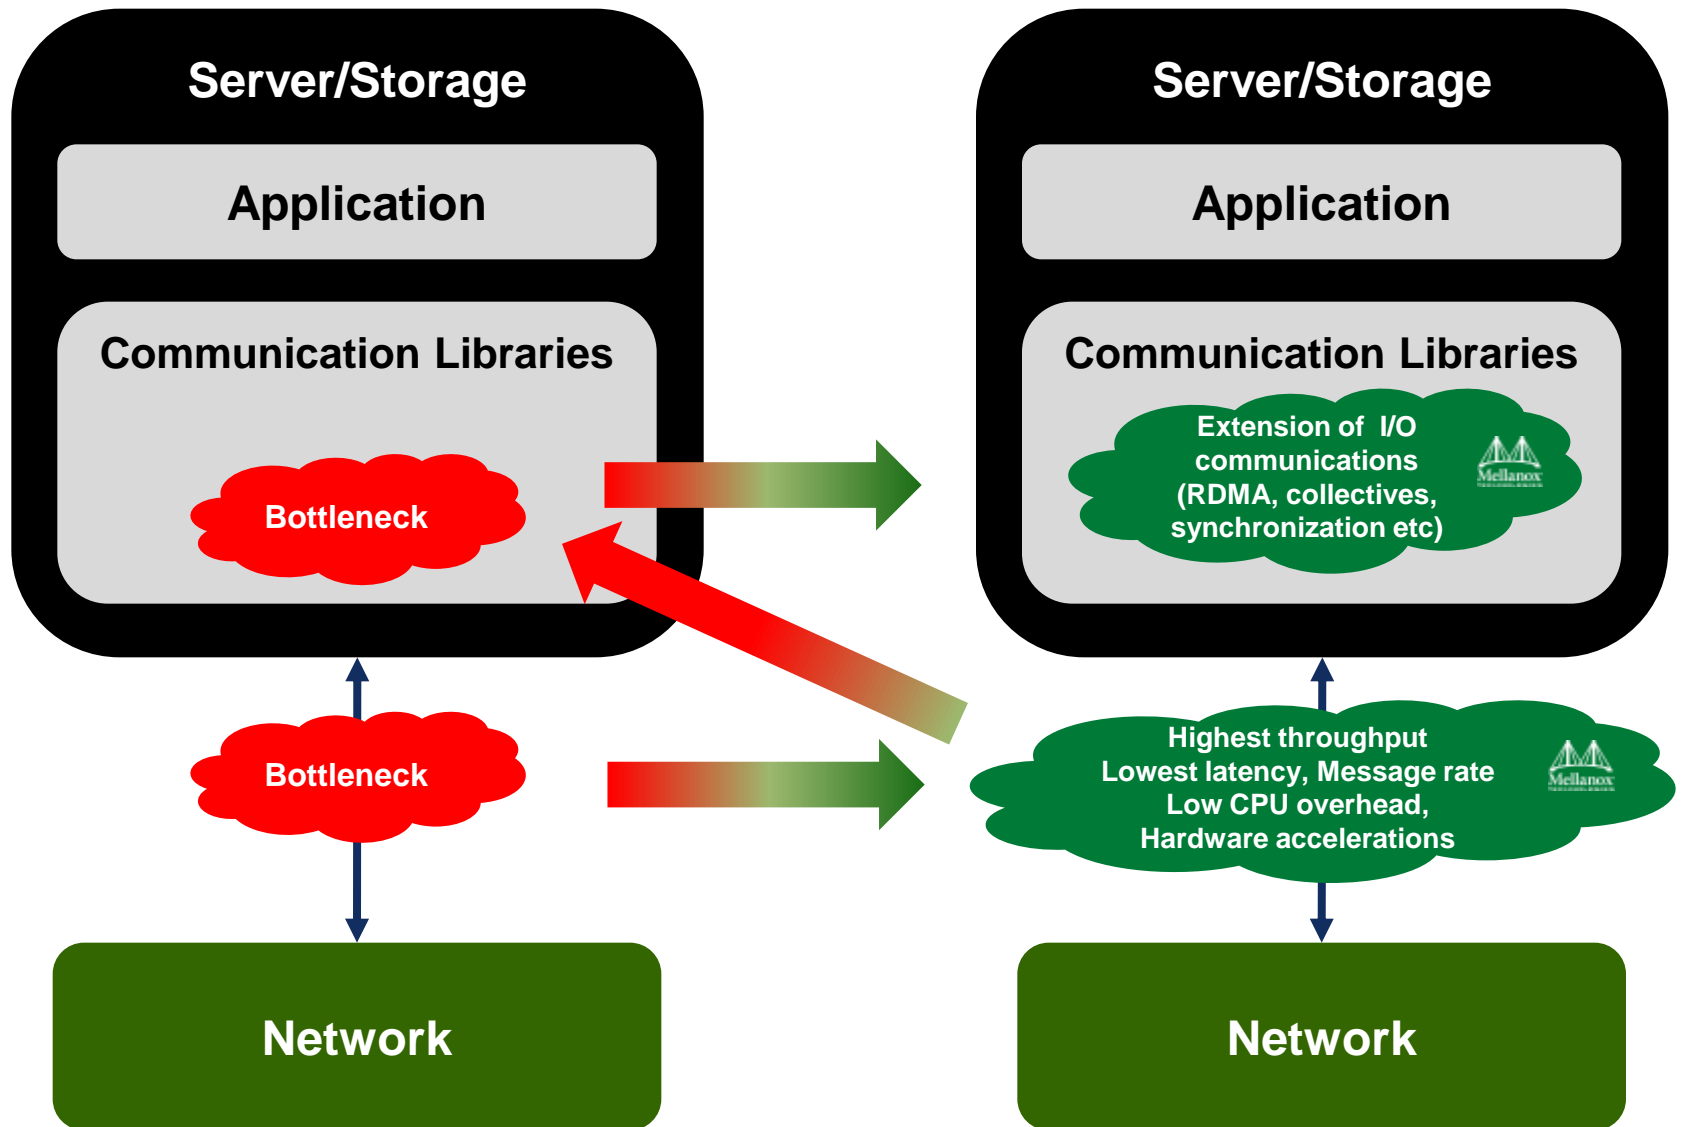 Server/Storage
Application
Communication Libraries
Bottleneck
Bottleneck
Network
Server/Storage
Application
Communication Libraries
Extension of I/O
communications
(RDMA, collectives,
synchronization etc)
Mellanox
Highest throughput
Lowest latency, Message rate
Low CPU overhead,
Hardware accelerations
Mellanox
Network